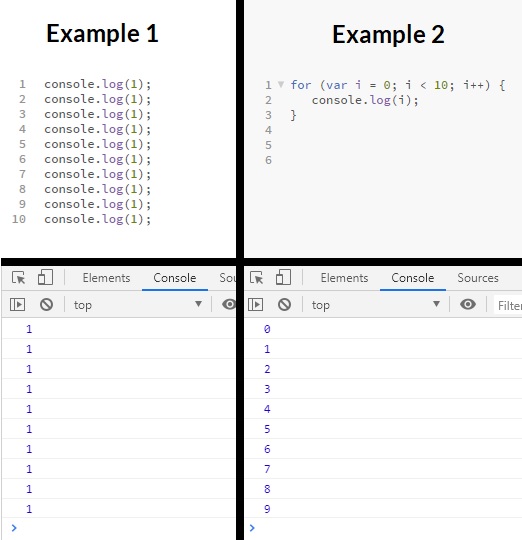 Example 1
1 console.log(1);
2 console.log(1);
3 console.log(1);
4 console.log(1);
5 console.log(1);
6 console.log(1);
7 console.log(1);
8 console.log(1);
9 console.log(1);
10 console.log(1);
Elements Console Sou
top
1
1
1
1
1
1
1
1
1
1
>
Example 2
1 for (var i = 0; i < 10; i++) {
2 console.log(i);
3 }
4
5
6
Elements Console Sources
top Filter
0
1
2
3
4
5
6
7
8
9
>